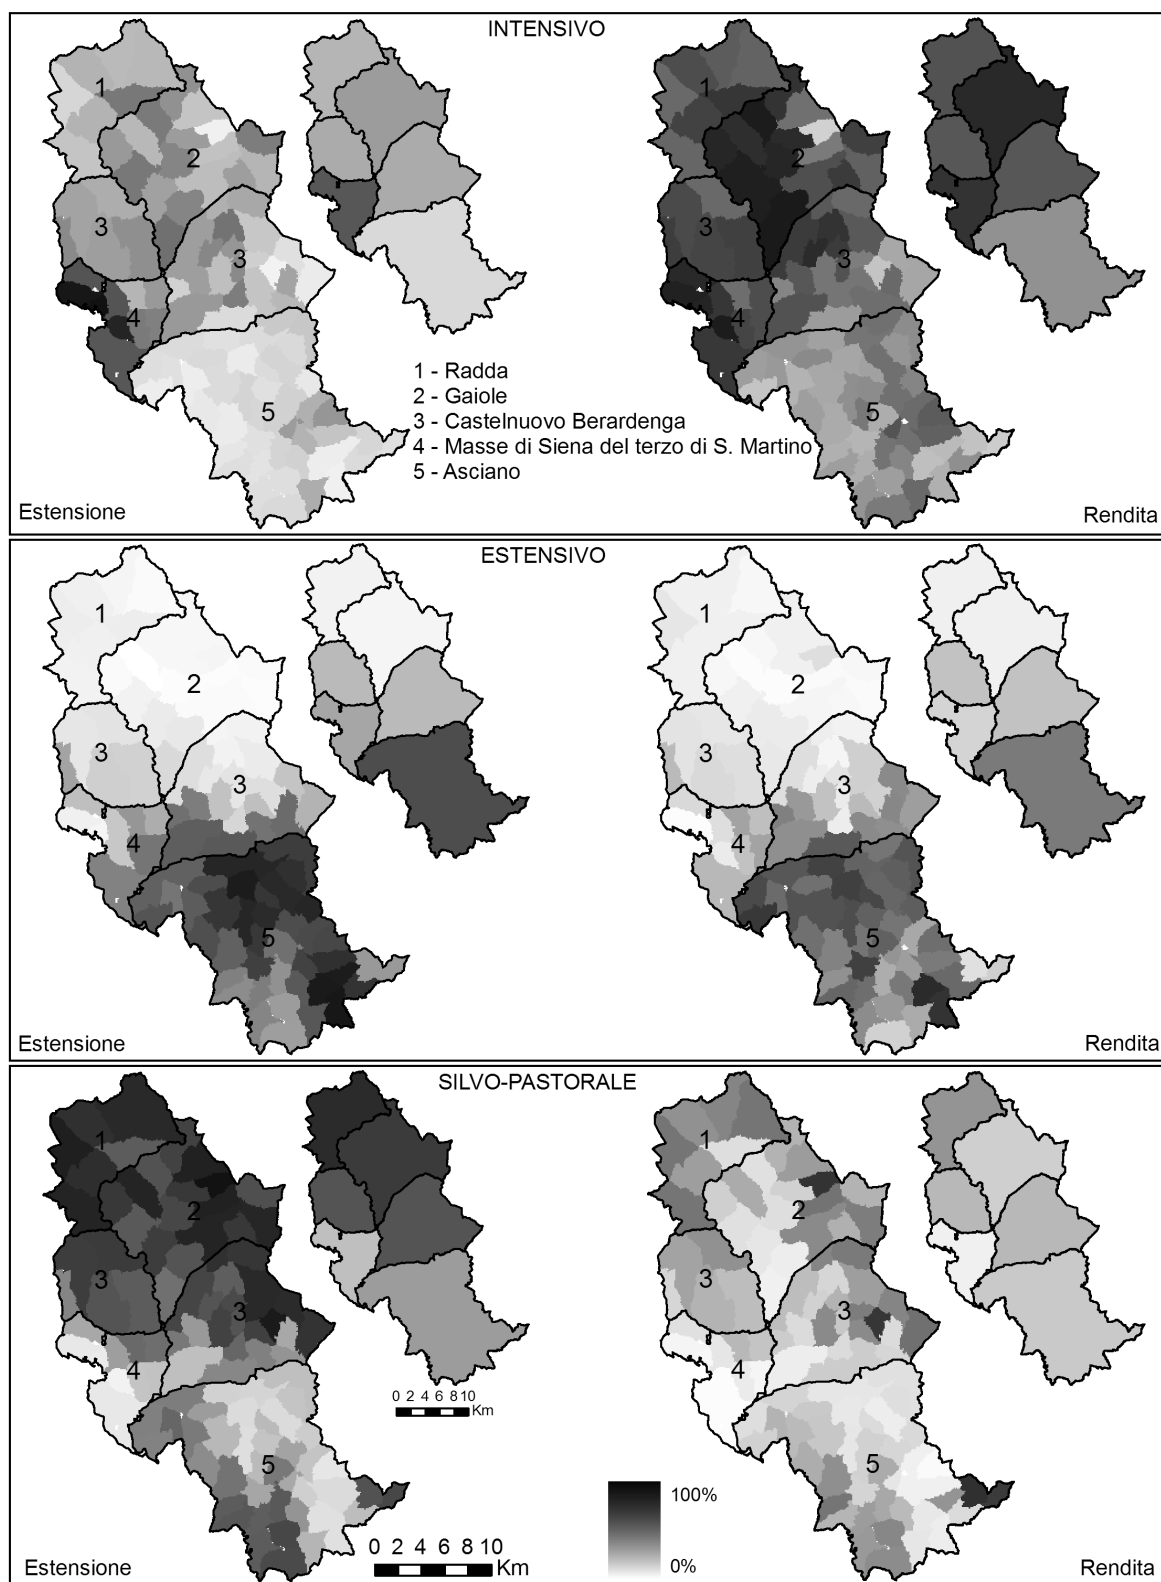 INTENSIVO
1
2
3
3
4
5
1
2
3
3
4
5
1 - Radda
2 - Gaiole
3 - Castelnuovo Berardenga
4 - Masse di Siena del terzo di S. Martino
5 - Asciano
Estensione
Rendita
ESTENSIVO
1
2
3
3
4
5
1
2
3
3
4
5
Estensione
Rendita
SILVO-PASTORALE
1
2
3
3
4
5
1
2
3
3
4
5
0 2 4 6 8 10
Km
100%
0%
0 2 4 6 8 10
Km
Estensione
Rendita